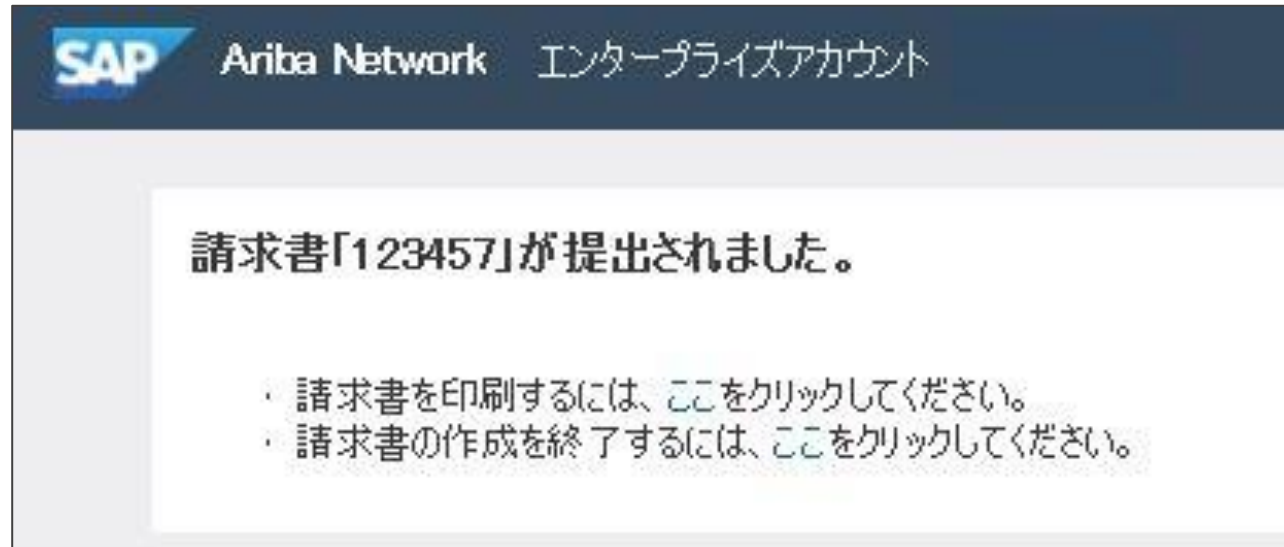 SAP Ariba Network エンタープライズアカウント
請求書「123457」が提出されました。
・ 請求書を印刷するには、ここをクリックしてください。
・ 請求書の作成を終了するには、ここをクリックしてください。